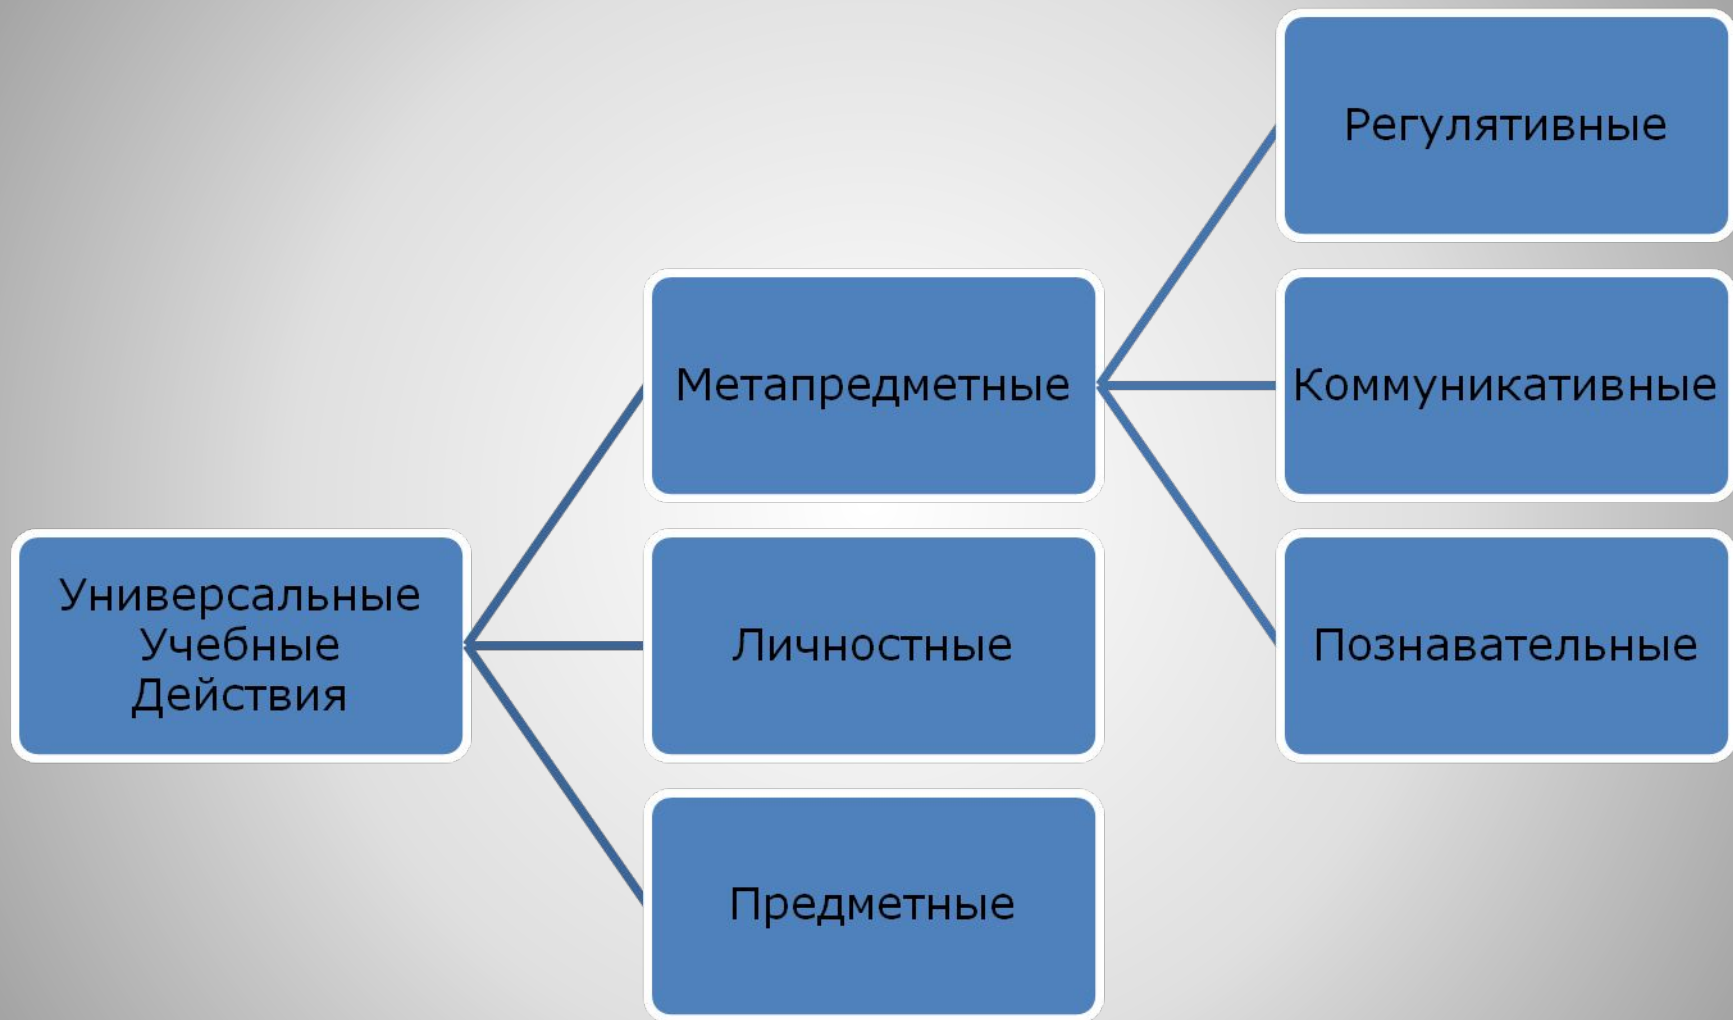 Универсальные
Учебные
Действия
Метапредметные
Личностные
Предметные
Регулятивные
Коммуникативные
Познавательные